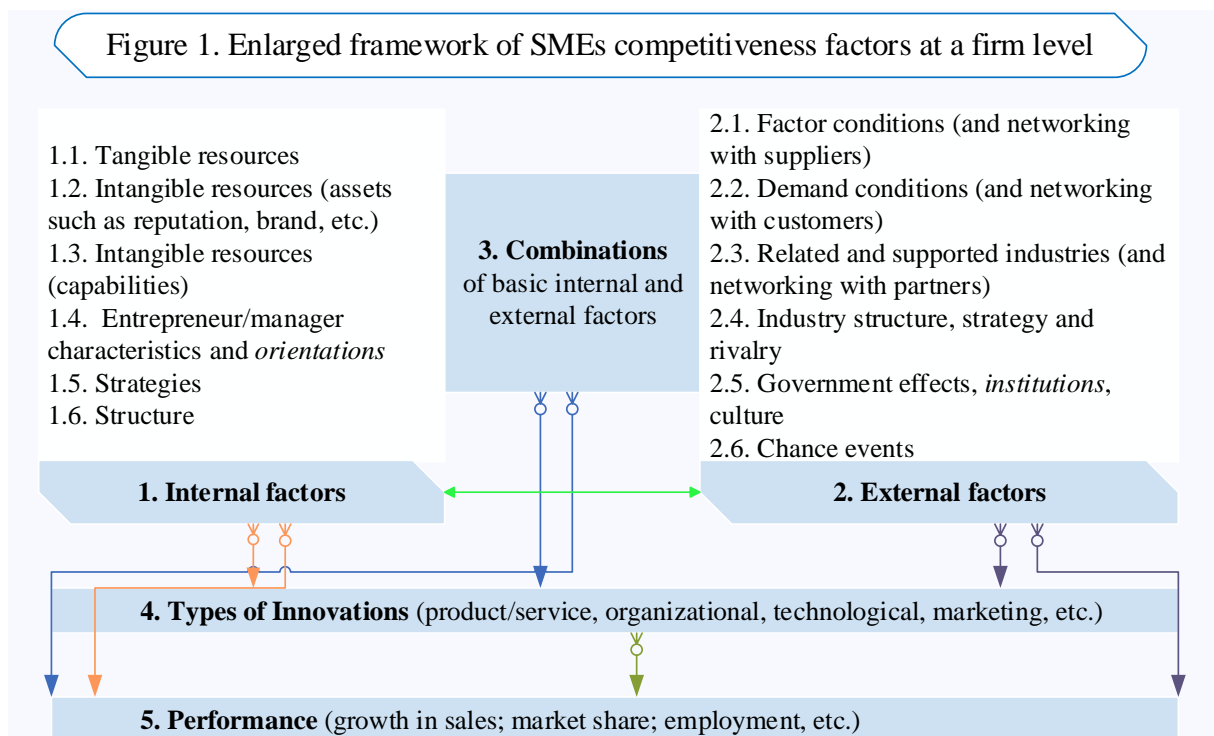 Figure 1. Enlarged framework of SMEs competitiveness factors at a firm level
1.1. Tangible resources
1.2. Intangible resources (assets
such as reputation, brand, etc.)
1.3. Intangible resources
(capabilities)
1.4. Entrepreneur/manager
characteristics and orientations
1.5. Strategies
1.6. Structure
1. Internal factors
3. Combinations
of basic internal and
external factors
2.1. Factor conditions (and networking
with suppliers)
2.2. Demand conditions (and networking
with customers)
2.3. Related and supported industries (and
networking with partners)
2.4. Industry structure, strategy and
rivalry
2.5. Government effects, institutions,
culture
2.6. Chance events
2. External factors
4. Types of Innovations (product/service, organizational, technological, marketing, etc.)
5. Performance (growth in sales; market share; employment, etc.)